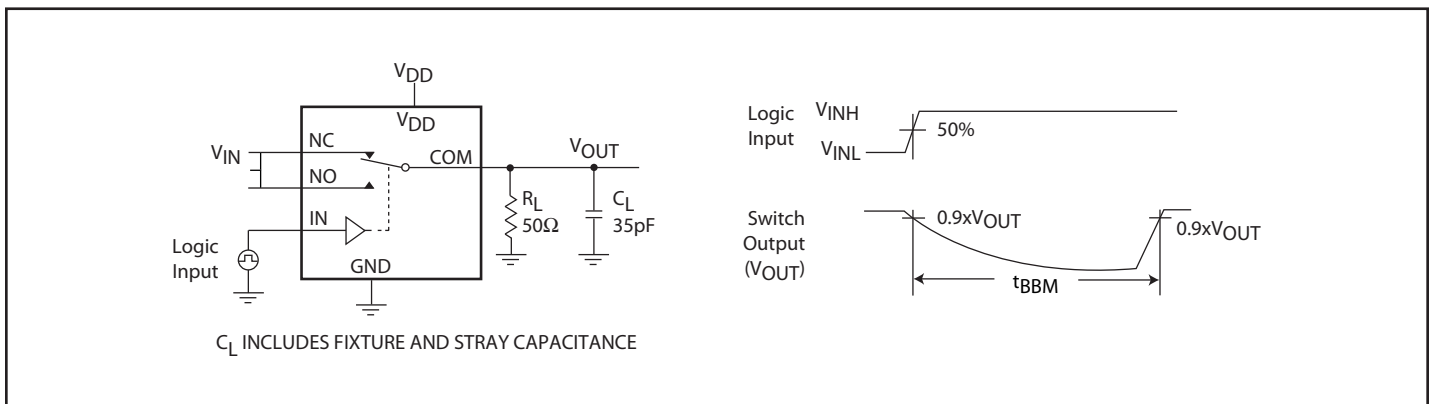 VDD
VDD
VIN
NC
NO
COM
VOUT
IN
RL
50Ω
CL
35pF
Logic
Input
GND
CL INCLUDES FIXTURE AND STRAY CAPACITANCE
Logic
Input
VINH
VINL
50%
Switch
Output
(VOUT)
0.9xVOUT
0.9xVOUT
tBBM